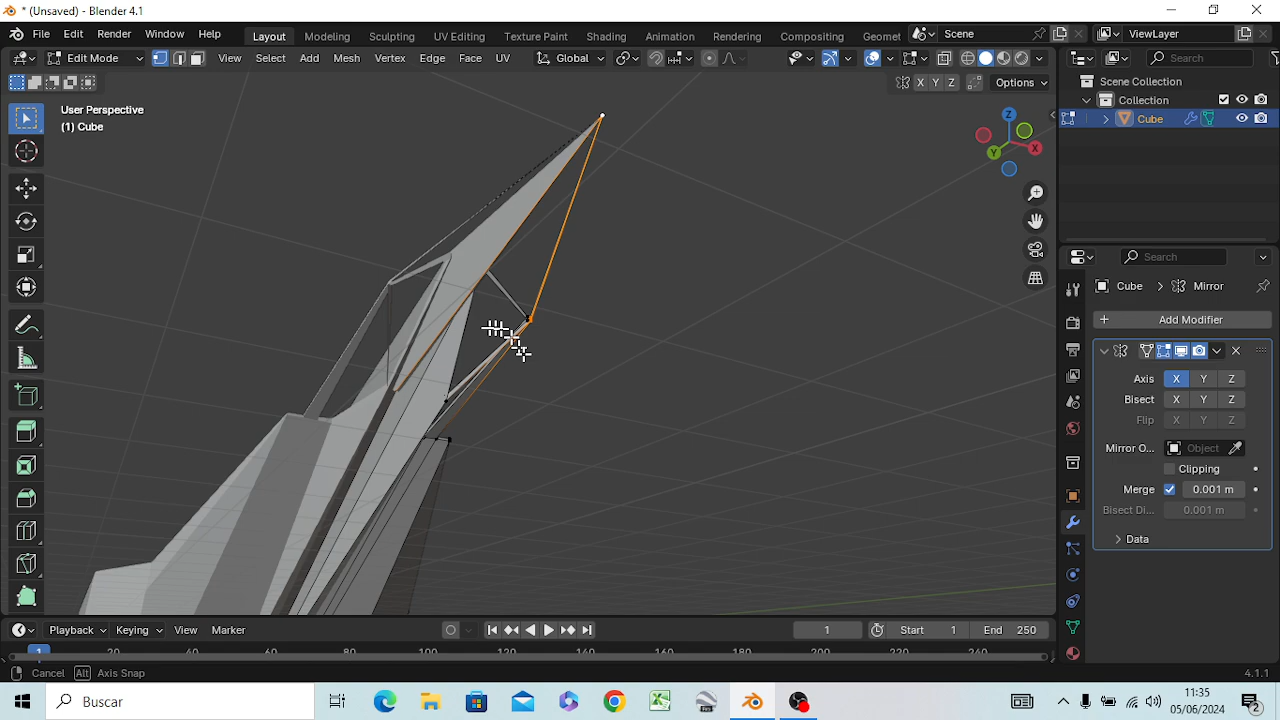 * (Unsaved) - Blender 4.1
File Edit Render Window Help Layout Modeling Sculpting UV Editing Texture Paint Shading Animation Rendering Compositing Geomet Scene ViewLayer
Edit Mode View Select Add Mesh Vertex Edge Face UV Global Search
X Y Z Options
User Perspective
(1) Cube
Scene Collection
Collection
Cube
Z
X
Y
Search
Cube > Mirror
Add Modifier
Axis X Y Z
Bisect X Y Z
Flip X Y Z
Mirror O... Object
Clipping
Merge 0.001 m
Bisect Di... 0.001 m
Data
Playback Keying View Marker 1 Start 1 End 250
1 20 40 60 80 100 120 140 160 180 200 220 240
Cancel Alt Axis Snap 4.1.1
Buscar
11:35
05/06/2024
2